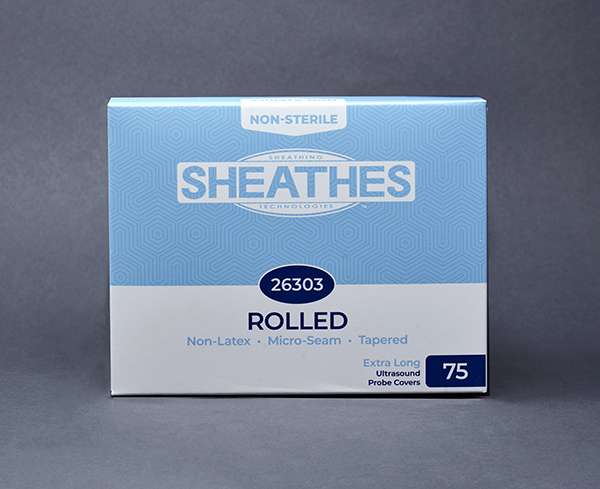 NON-STERILE
SHEATHING
SHEATHES
TECHNOLOGIES
26303
ROLLED
Non-Latex • Micro-Seam • Tapered
Extra Long
Ultrasound
Probe Covers
75